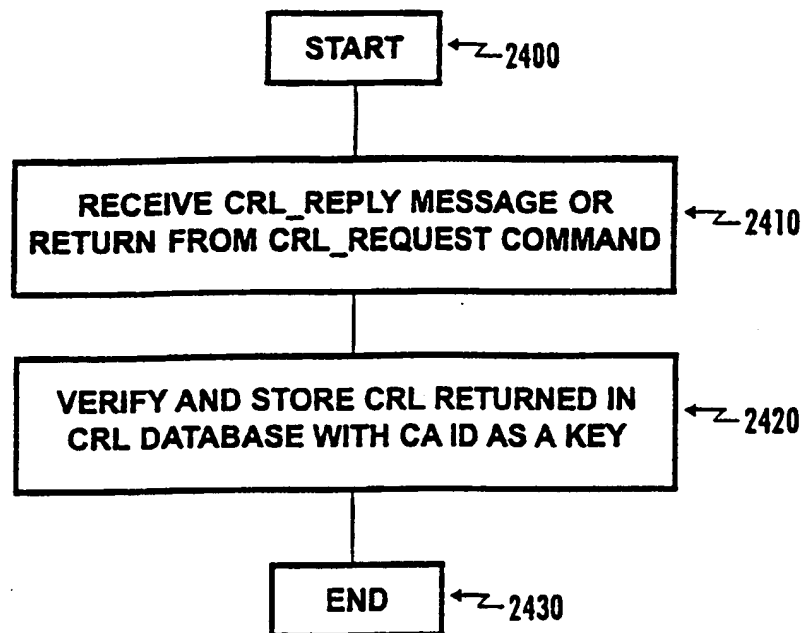 START
2400
RECEIVE CRL_REPLY MESSAGE OR
RETURN FROM CRL_REQUEST COMMAND
2410
VERIFY AND STORE CRL RETURNED IN
CRL DATABASE WITH CA ID AS A KEY
2420
END
2430